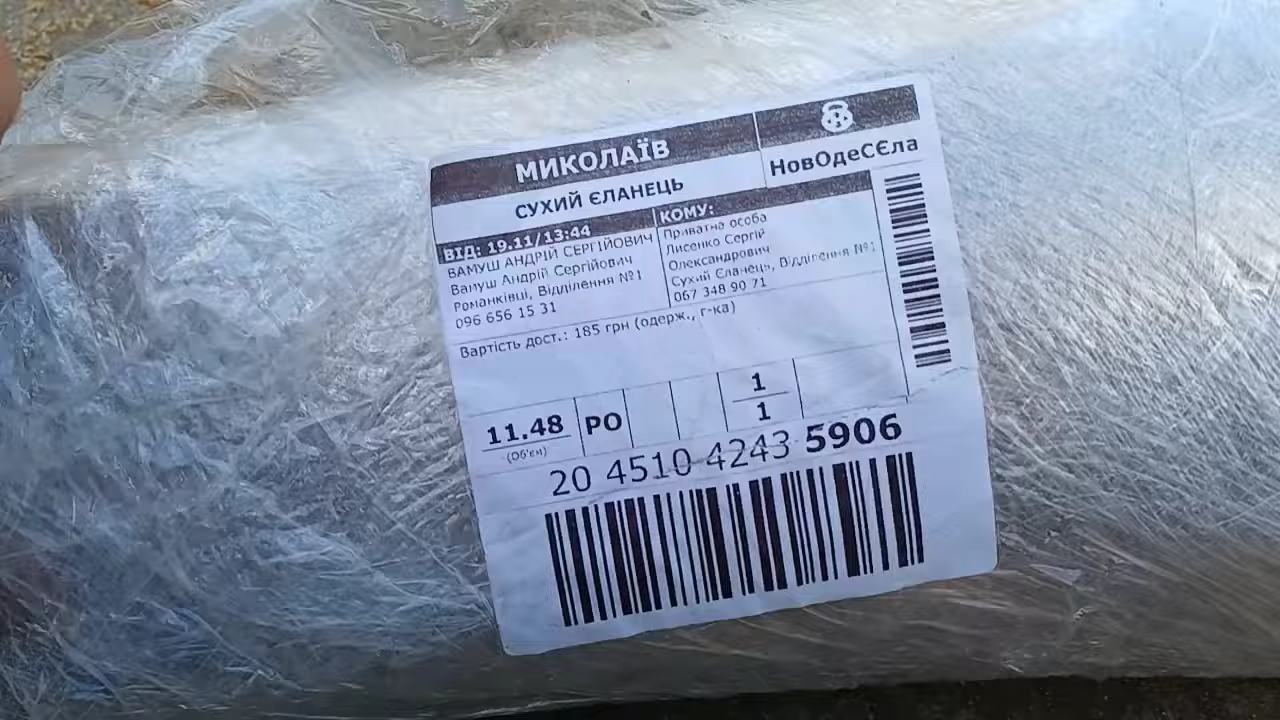 МИКОЛАЇВ
НовОдеСЄла
СУХИЙ ЄЛАНЕЦЬ
ВІД: 19.11/13:44
ВАМУШ АНДРІЙ СЕРГІЙОВИЧ
Вамуш Андрій Сергійович
Романківці, Відділення №1
096 656 15 31
КОМУ:
Приватна особа
Лисенко Сергій
Олександрович
Сухий Єланець, Відділення №1
067 348 90 71
Вартість дост.: 185 грн (одерж., г-ка)
11.48
(Об'єм)
РО
1
1
20 4510 4243 5906